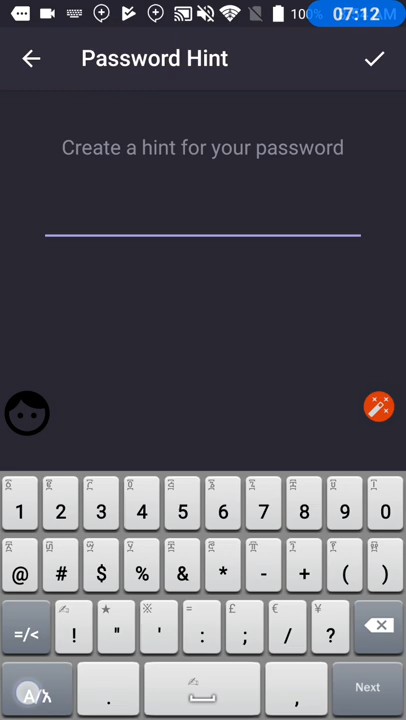 100%
07:12
Password Hint
Create a hint for your password
1 2 3 4 5 6 7 8 9 0
@ # $ % & * - + ( )
=/< ! " ' : ; / ?
. , Next